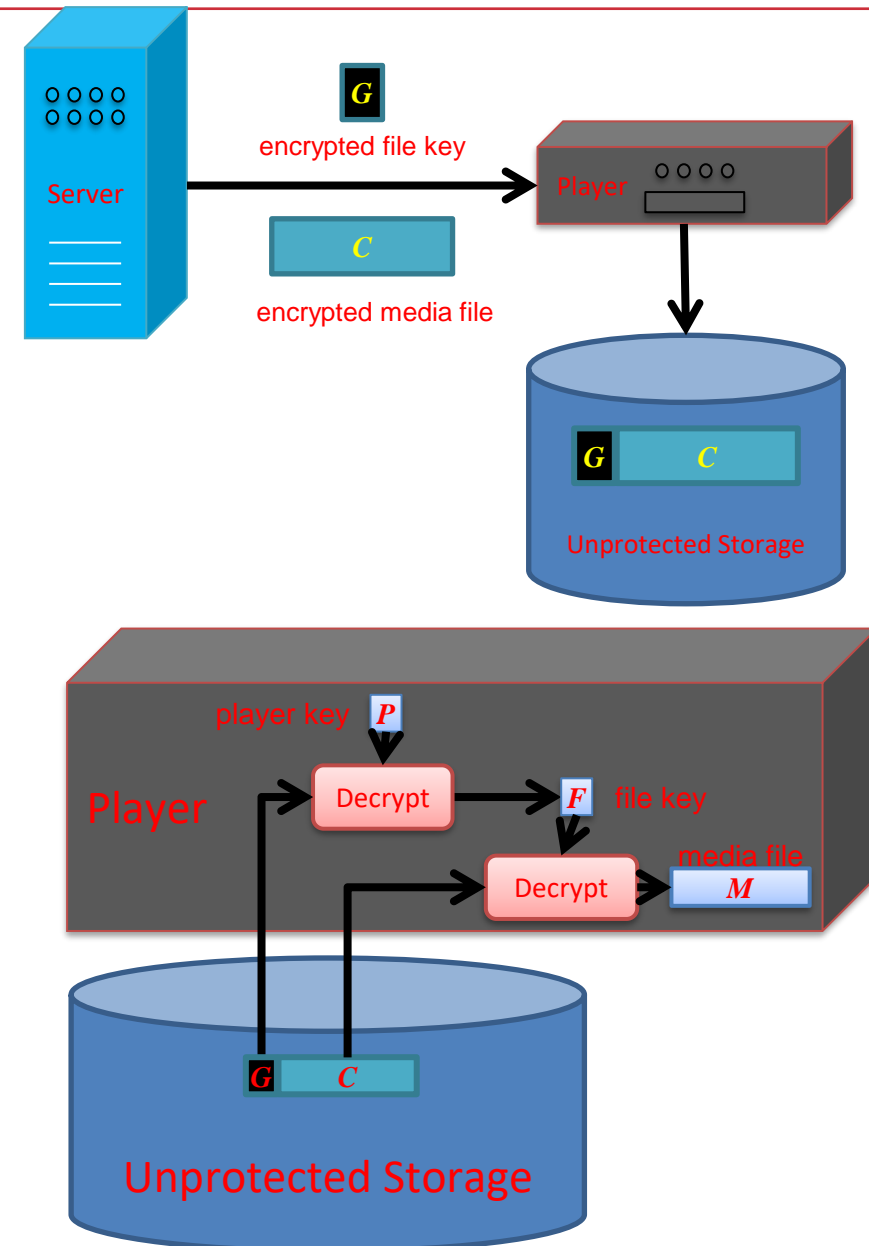 G
encrypted file key
Server
Player
C
encrypted media file
G C
Unprotected Storage
player key P
Player
Decrypt
F file key
media file
Decrypt
M
G C
Unprotected Storage